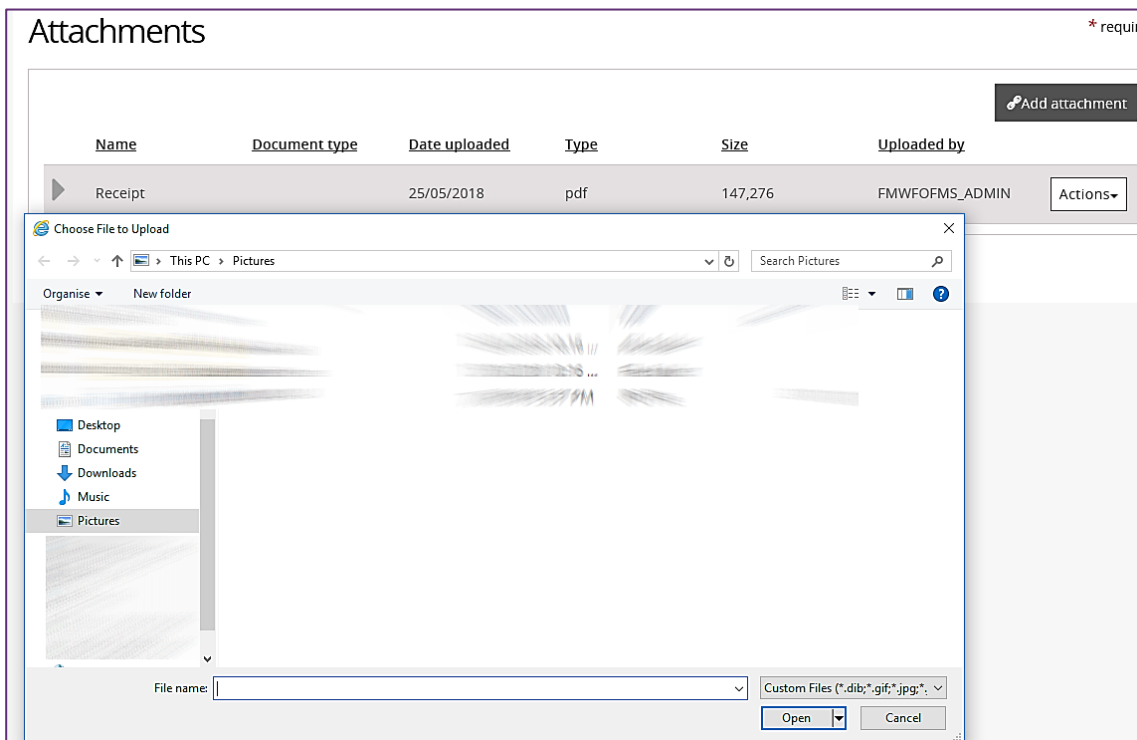 Attachments
* requi
Add attachment
Name Document type Date uploaded Type Size Uploaded by
Receipt 25/05/2018 pdf 147,276 FMWFOFMS_ADMIN Actions
Choose File to Upload
This PC > Pictures Search Pictures
Organise New folder
Desktop
Documents
Downloads
Music
Pictures
File name: Custom Files (*.dib;*.gif;*.jpg;*.
Open Cancel